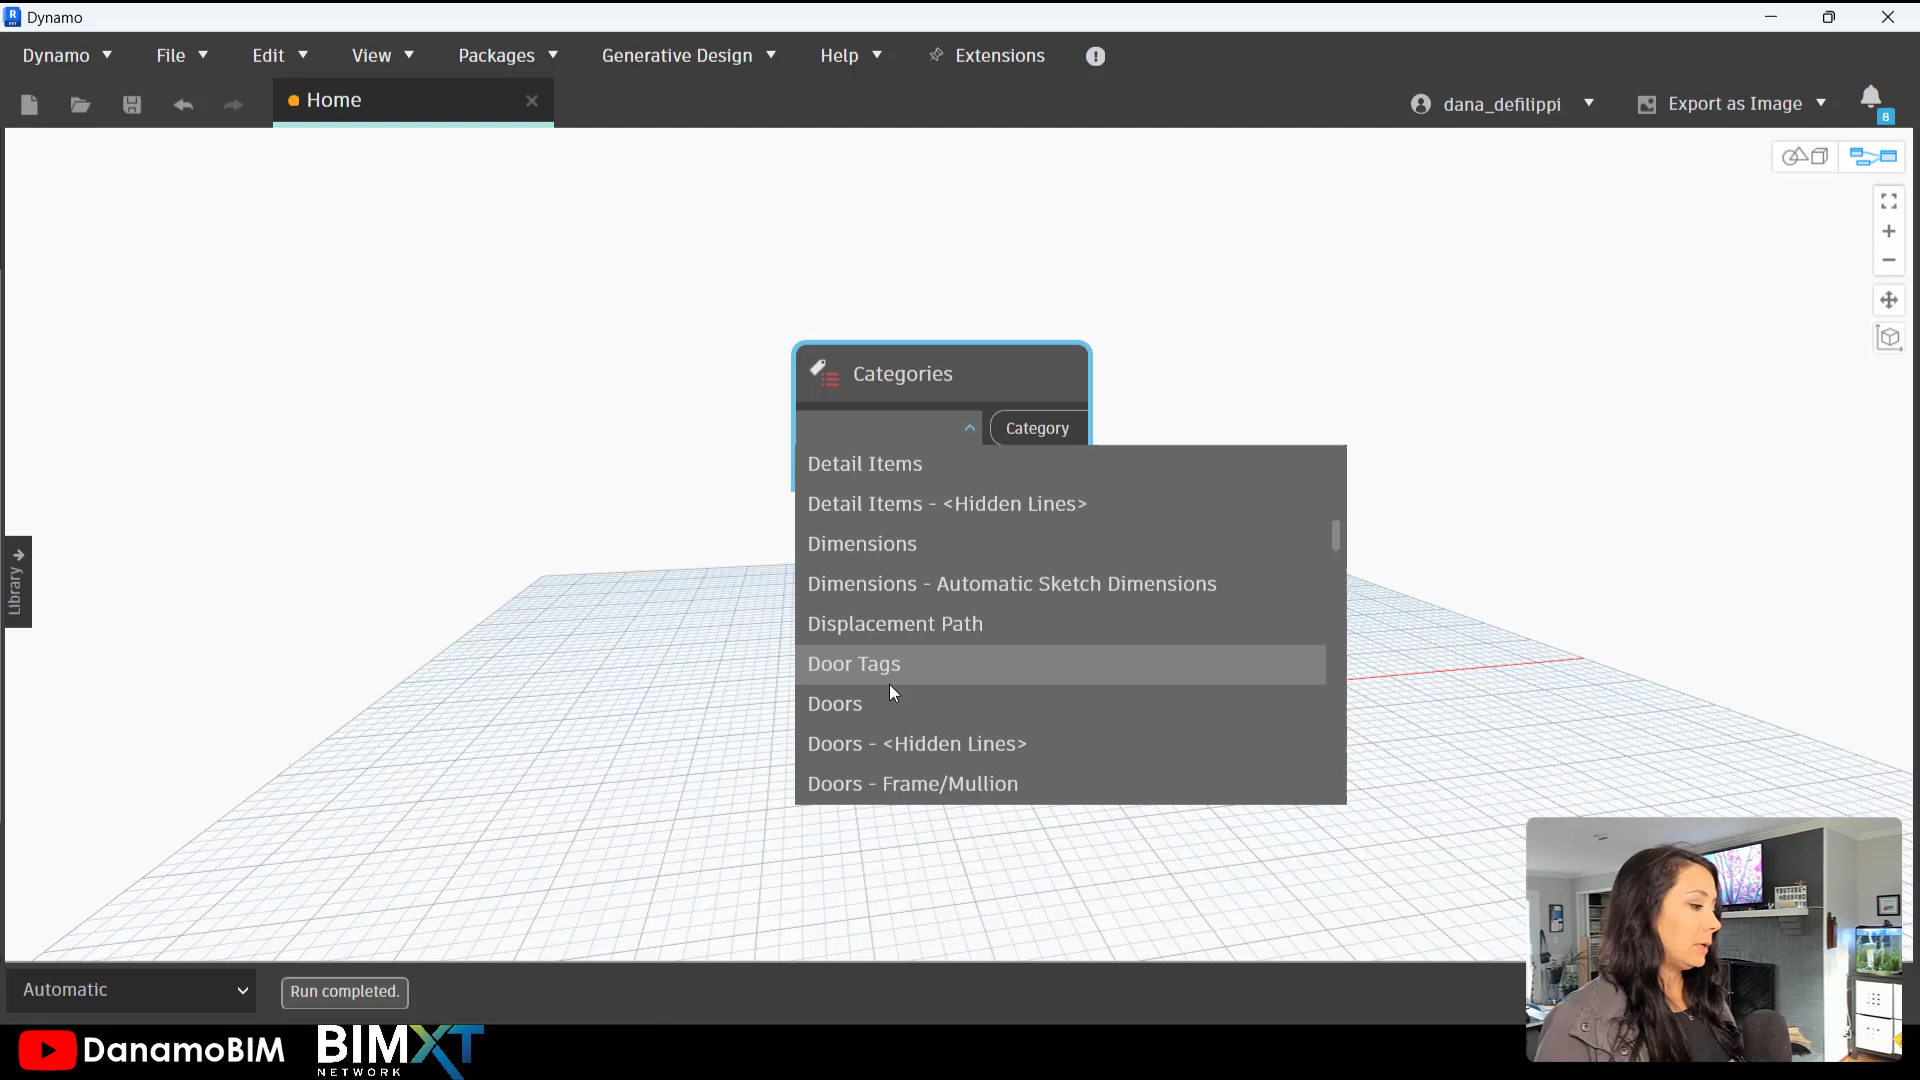 Dynamo
Dynamo File Edit View Packages Generative Design Help Extensions
Home dana_defilippi Export as Image
8
Categories
Category
Detail Items
Detail Items - <Hidden Lines>
Dimensions
Dimensions - Automatic Sketch Dimensions
Displacement Path
Door Tags
Doors
Doors - <Hidden Lines>
Doors - Frame/Mullion
Library
Automatic Run completed.
DanamoBIM BIMXT
NETWORK